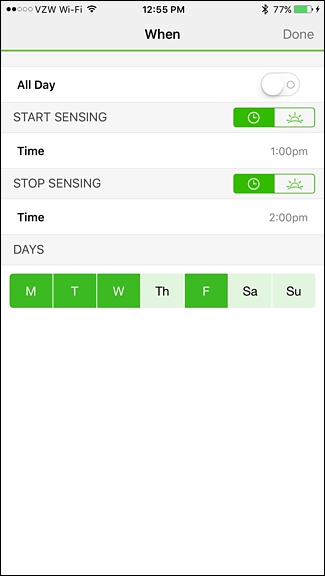 VZW Wi-Fi 12:55 PM 77%
When Done
All Day
START SENSING
Time 1:00pm
STOP SENSING
Time 2:00pm
DAYS
M T W Th F Sa Su